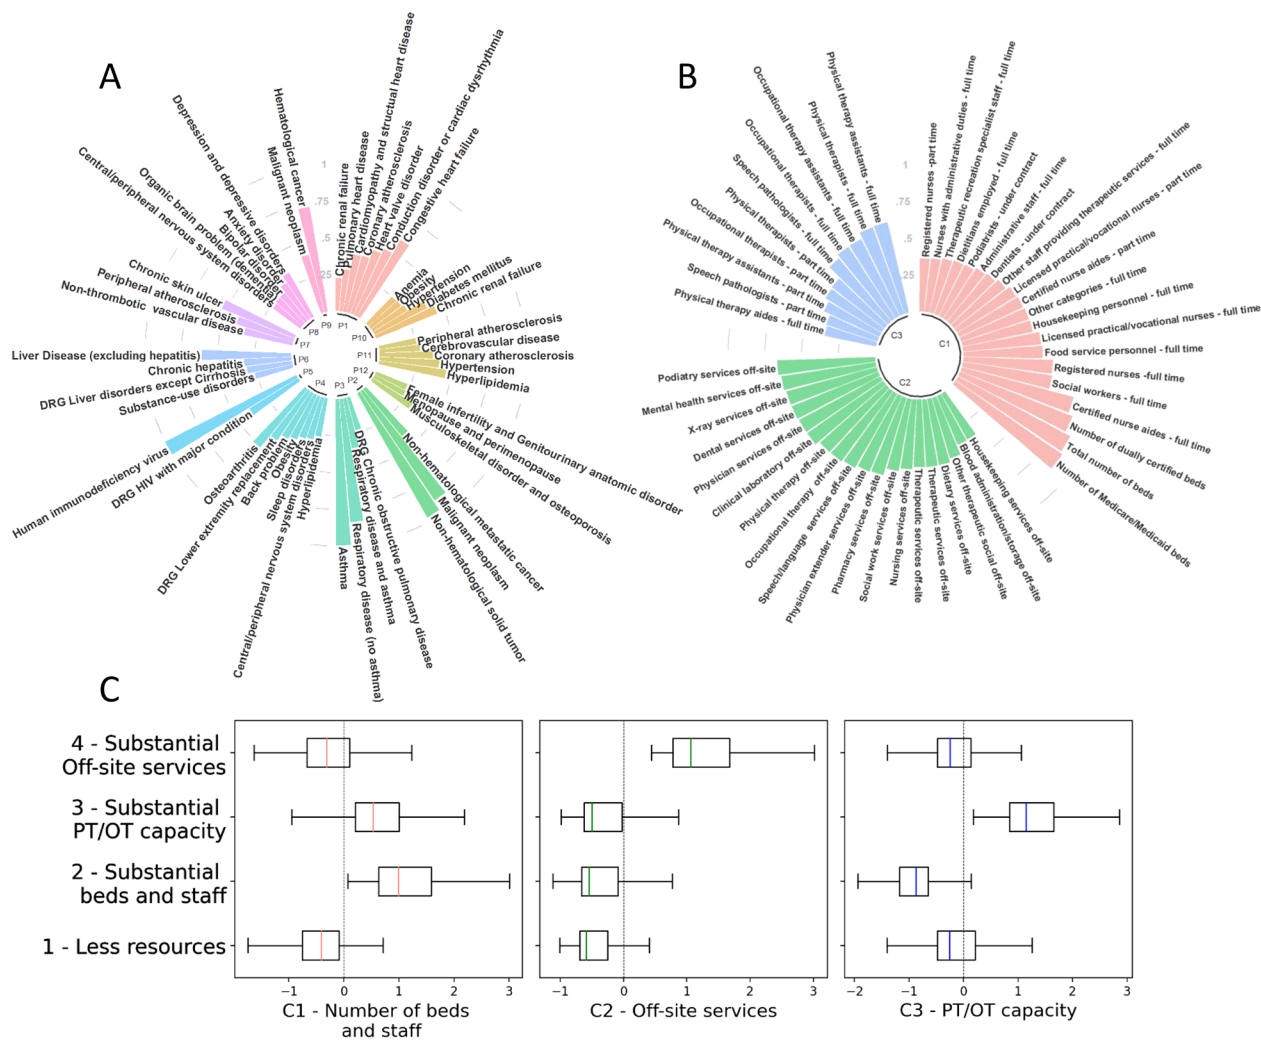 A
B
Hematological cancer
Malignant neoplasm
Depression and depressive disorders
Anxiety disorder
Bipolar disorder
Organic brain problem (dementia)
Central/peripheral nervous system disorders
Chronic skin ulcer
Peripheral atherosclerosis
Non-thrombotic vascular disease
Liver Disease (excluding hepatitis)
Chronic hepatitis
DRG Liver disorders except Cirrhosis
Substance-use disorders
Human immunodeficiency virus
DRG HIV with major condition
Osteoarthritis
DRG Lower extremity replacement
Back problem
Obesity
Sleep disorders
Central/peripheral nervous system disorders
Hyperlipidemia
Asthma
Respiratory disease (no asthma)
Respiratory disease and asthma
DRG Chronic obstructive pulmonary disease
Non-hematological solid tumor
Malignant neoplasm
Non-hematological metastatic cancer
Musculoskeletal disorder and osteoporosis
Menopause and perimenopause
Female infertility and Genitourinary anatomic disorder
Hyperlipidemia
Hypertension
Coronary atherosclerosis
Cerebrovascular disease
Peripheral atherosclerosis
Chronic renal failure
Diabetes mellitus
Hypertension
Obesity
Anemia
Congestive heart failure
Conduction disorder or cardiac dysrhythmia
Heart valve disorder
Coronary atherosclerosis
Cardiomyopathy and structual heart disease
Pulmonary heart disease
Chronic renal failure
1
.75
.5
.25
P1
P10
P11
P12
P2
P3
P4
P5
P6
P7
P8
P9
Physical therapy assistants - full time
Physical therapists - full time
Occupational therapy assistants - full time
Occupational therapists - full time
Speech pathologists - full time
Physical therapists - part time
Occupational therapists - part time
Physical therapy assistants - part time
Speech pathologists - part time
Physical therapy aides - full time
Podiatry services off-site
Mental health services off-site
X-ray services off-site
Dental services off-site
Physician services off-site
Clinical laboratory off-site
Physical therapy off-site
Occupational therapy off-site
Speech/language services off-site
Physician extender services off-site
Pharmacy services off-site
Social work services off-site
Nursing services off-site
Therapeutic services off-site
Therapeutic services off-site
Dietary services off-site
Other therapeutic social off-site
Blood administration/storage off-site
Housekeeping services off-site
Number of Medicare/Medicaid beds
Total number of beds
Number of dually certified beds
Certified nurse aides - full time
Social workers - full time
Registered nurses -full time
Food service personnel - full time
Licensed practical/vocational nurses - full time
Housekeeping personnel - full time
Other categories - full time
Certified nurse aides - part time
Licensed practical/vocational nurses - part time
Other staff providing therapeutic services - full time
Dentists - under contract
Administrative staff - full time
Podiatrists - under contract
Dietitians employed - full time
Therapeutic recreation specialist staff - full time
Nurses with administrative duties - full time
Registered nurses -part time
1
.75
.5
.25
C1
C2
C3
C
4 - Substantial
Off-site services
3 - Substantial
PT/OT capacity
2 - Substantial
beds and staff
1 - Less resources
−1 0 1 2 3
C1 - Number of beds
and staff
−1 0 1 2 3
C2 - Off-site services
−2 −1 0 1 2 3
C3 - PT/OT capacity